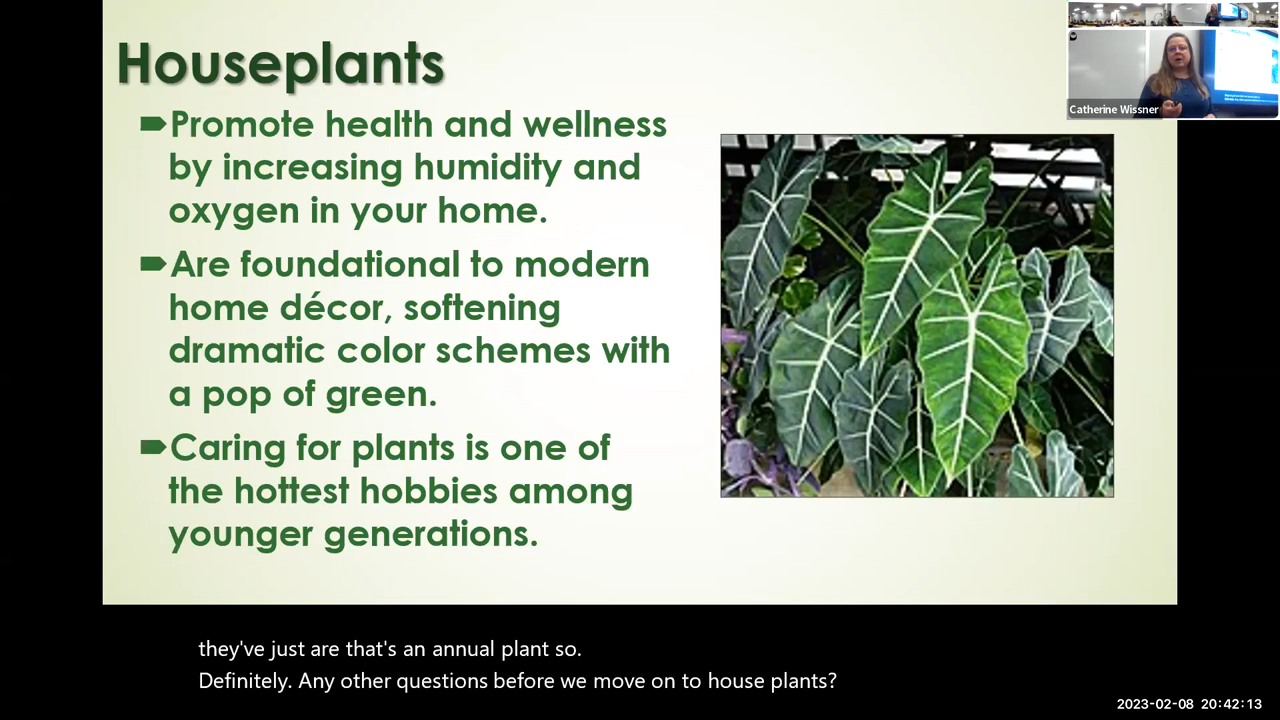 Houseplants
Promote health and wellness
by increasing humidity and
oxygen in your home.
Are foundational to modern
home décor, softening
dramatic color schemes with
a pop of green.
Caring for plants is one of
the hottest hobbies among
younger generations.
Catherine Wissner
they've just are that's an annual plant so.
Definitely. Any other questions before we move on to house plants?
2023-02-08 20:42:13